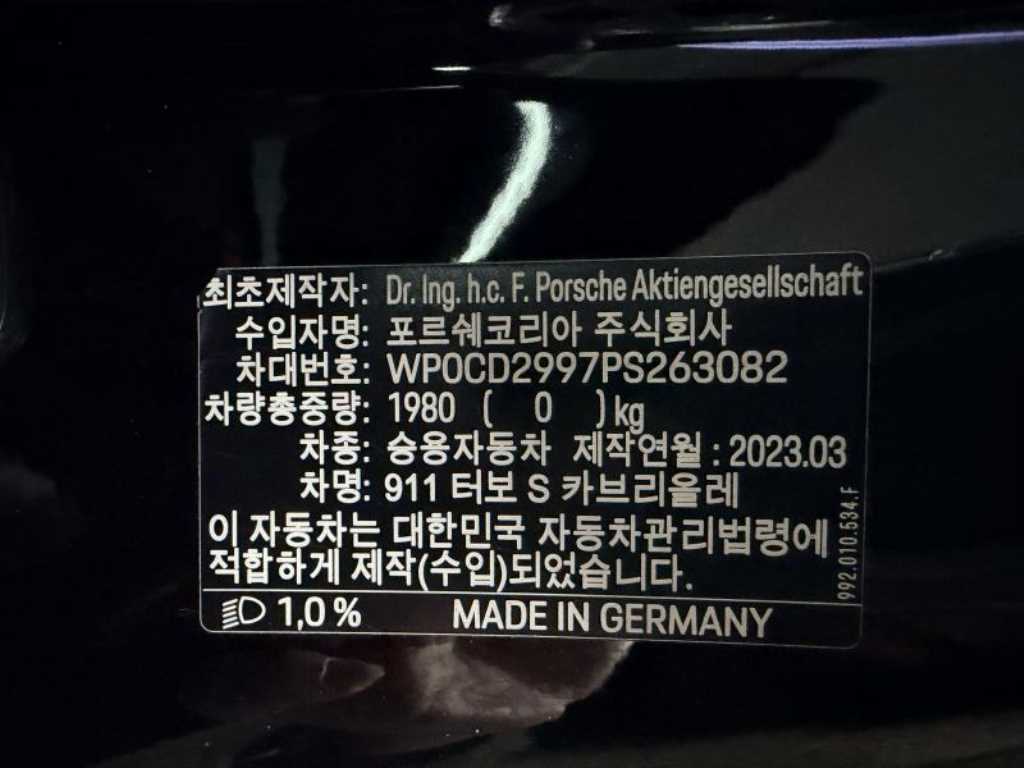 최초제작자: Dr. Ing. h.c. F. Porsche Aktiengesellschaft
수입자명: 포르쉐코리아 주식회사
차대번호: WP0CD2997PS263082
차량총중량: 1980 ( 0 )kg
차종: 승용자동차 제작연월 : 2023.03
차명: 911 터보 S 카브리올레
이 자동차는 대한민국 자동차관리법령에
적합하게 제작(수입)되었습니다.
992.010.534.F
1,0 % MADE IN GERMANY